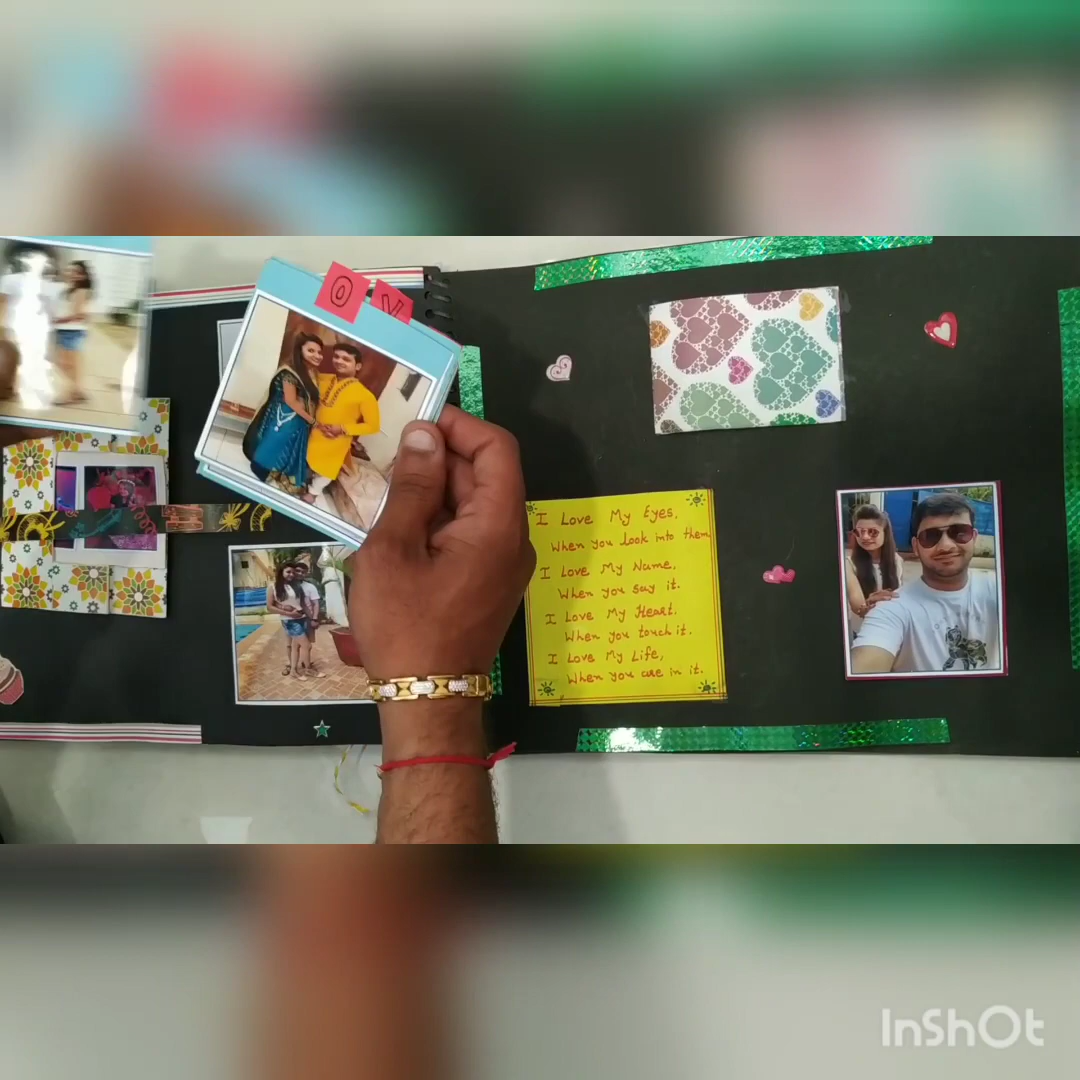 O V
I Love My Eyes,
When you look into them
I Love My Name,
When you say it.
I Love My Heart.
When you touch it.
I Love My Life,
When you are in it.
InShOt